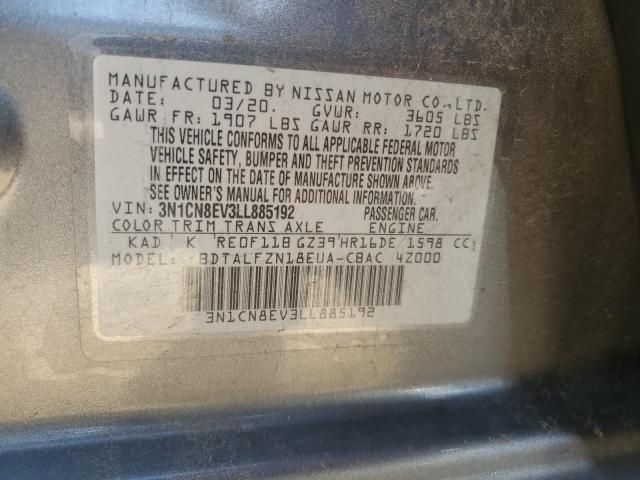 MANUFACTURED BY NISSAN MOTOR CO.,LTD.
DATE: 03/20. GVWR: 3605 LBS
GAWR FR: 1907 LBS GAWR RR: 1720 LBS
THIS VEHICLE CONFORMS TO ALL APPLICABLE FEDERAL MOTOR
VEHICLE SAFETY, BUMPER AND THEFT PREVENTION STANDARDS
IN EFFECT ON THE DATE OF MANUFACTURE SHOWN ABOVE.
SEE OWNER'S MANUAL FOR ADDITIONAL INFORMATION.
VIN: 3N1CN8EV3LL885192 PASSENGER CAR.
COLOR TRIM TRANS AXLE ENGINE
KAD K RE0F11B GZ39 HR16DE 1598 CC
MODEL: BDTALFZN18EUA-CBAC 4Z000
3N1CN8EV3LL885192